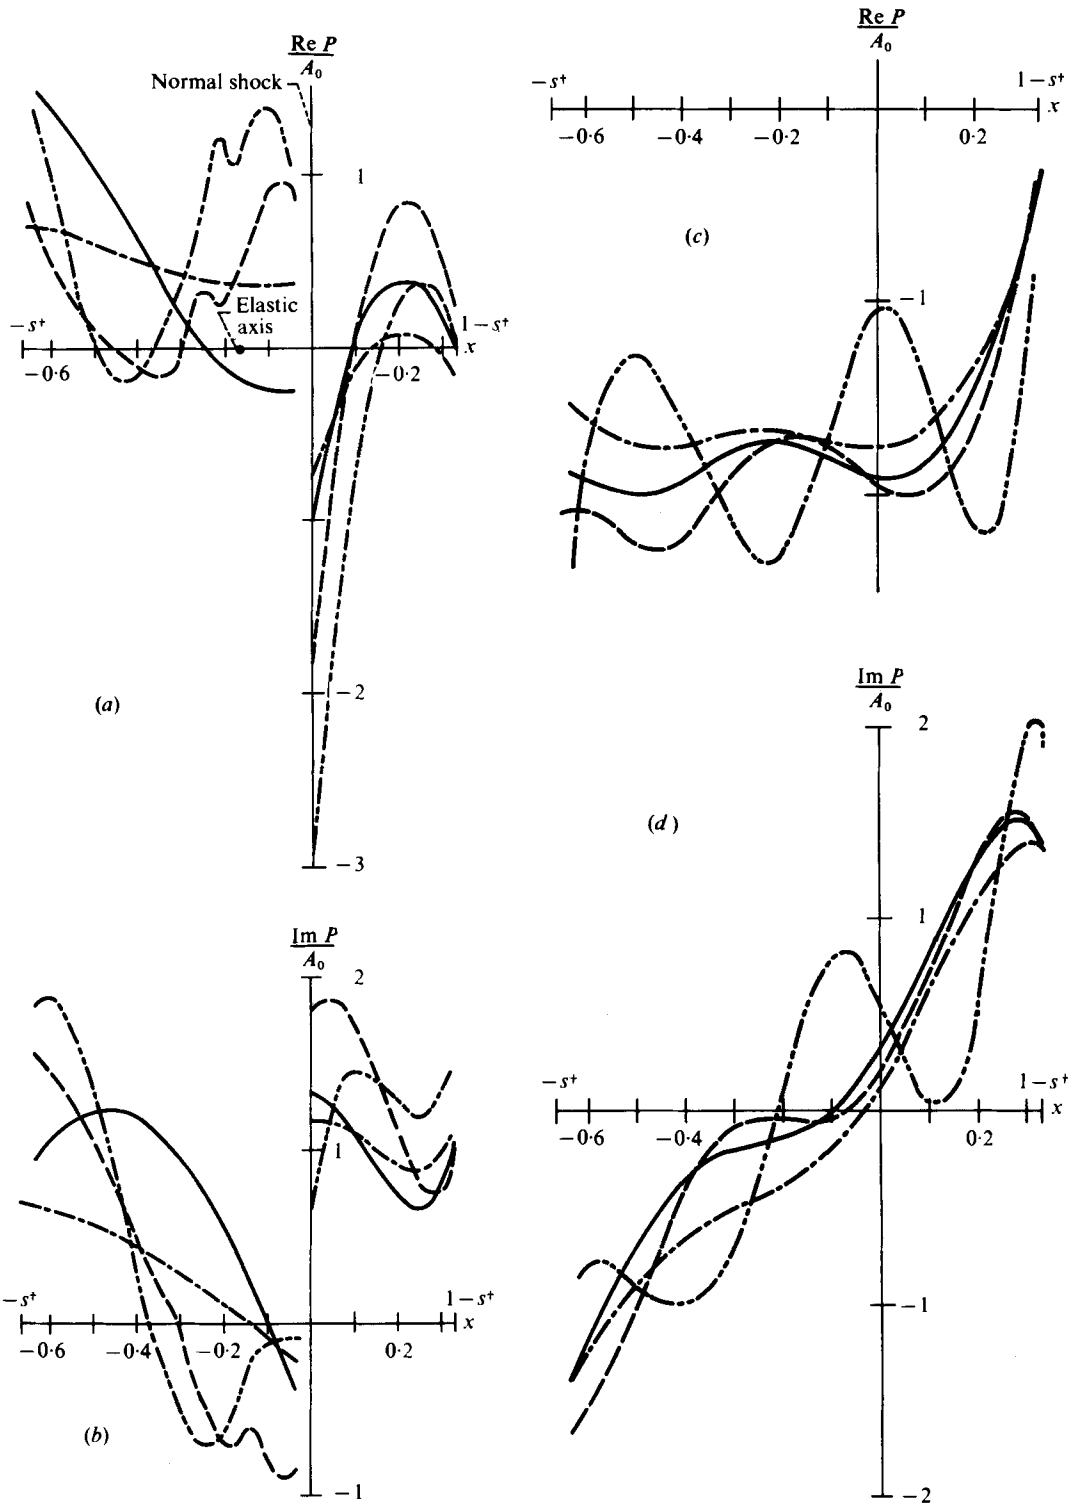 Re P
A₀
Normal shock
1
Elastic
axis
−s†
1−s†
x
−0·6
−0·2
−2
(a)
−3
Re P
A₀
−s†
1−s†
x
−0·6
−0·4
−0·2
0·2
(c)
−1
Im P
A₀
2
1
−s†
1−s†
x
−0·6
−0·4
−0·2
0·2
(b)
−1
Im P
A₀
2
(d)
1
−s†
1−s†
x
−0·6
−0·4
−0·2
0·2
−1
−2